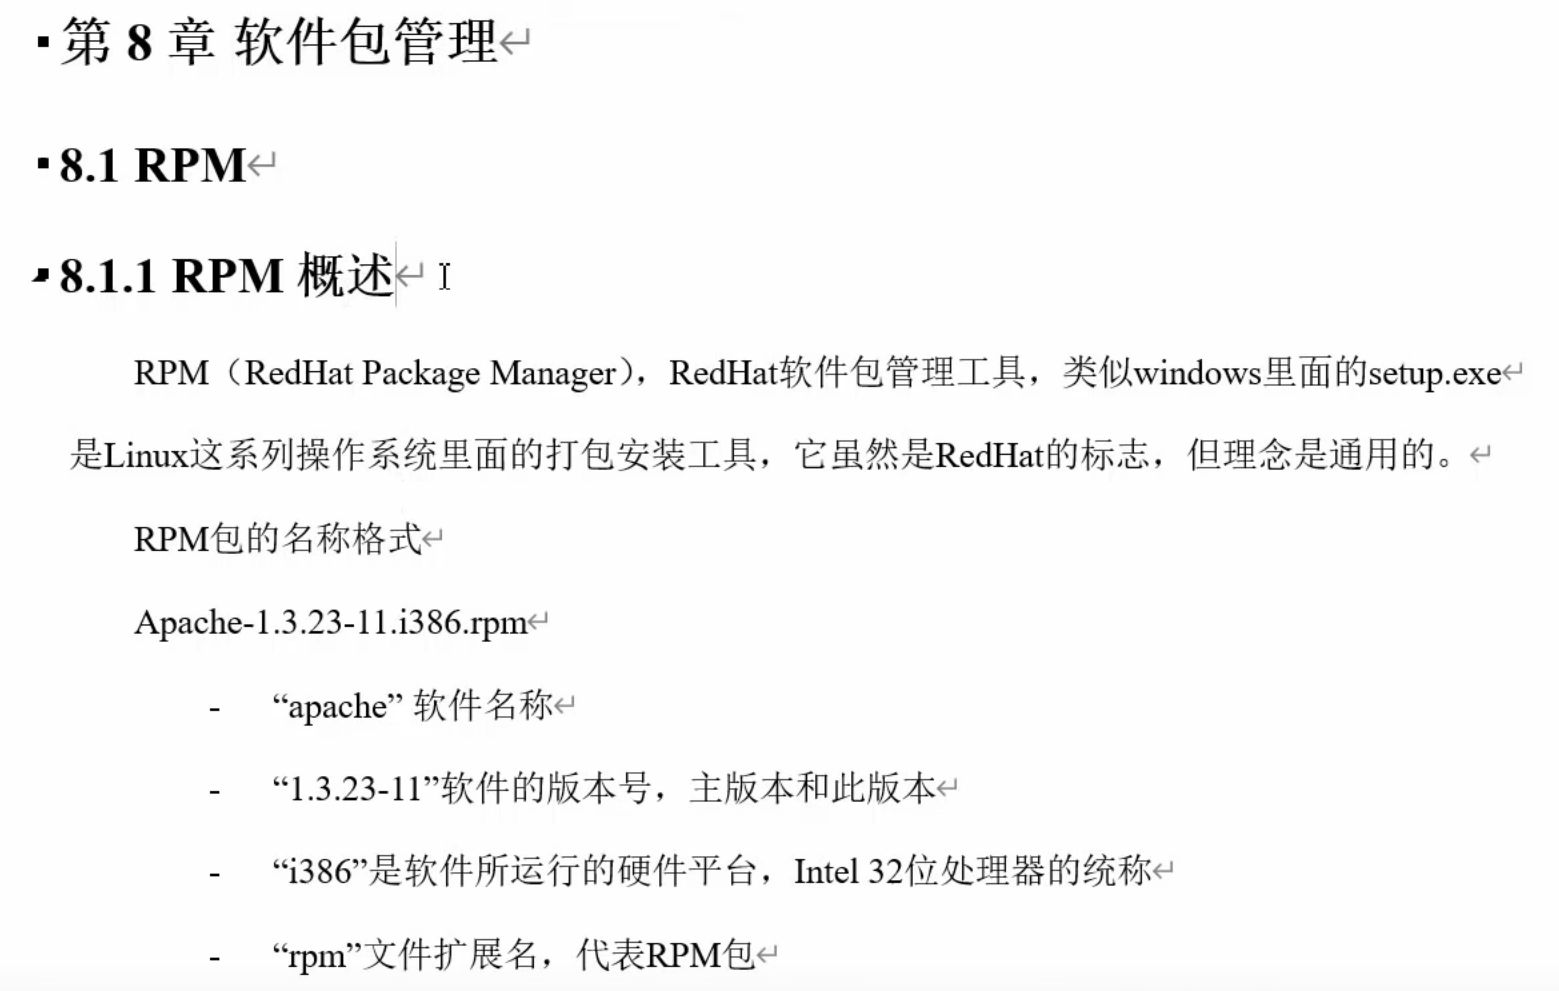 第 8 章 软件包管理
8.1 RPM
8.1.1 RPM 概述
RPM（RedHat Package Manager），RedHat软件包管理工具，类似windows里面的setup.exe
是Linux这系列操作系统里面的打包安装工具，它虽然是RedHat的标志，但理念是通用的。
RPM包的名称格式
Apache-1.3.23-11.i386.rpm
- “apache” 软件名称
- “1.3.23-11”软件的版本号，主版本和此版本
- “i386”是软件所运行的硬件平台，Intel 32位处理器的统称
- “rpm”文件扩展名，代表RPM包